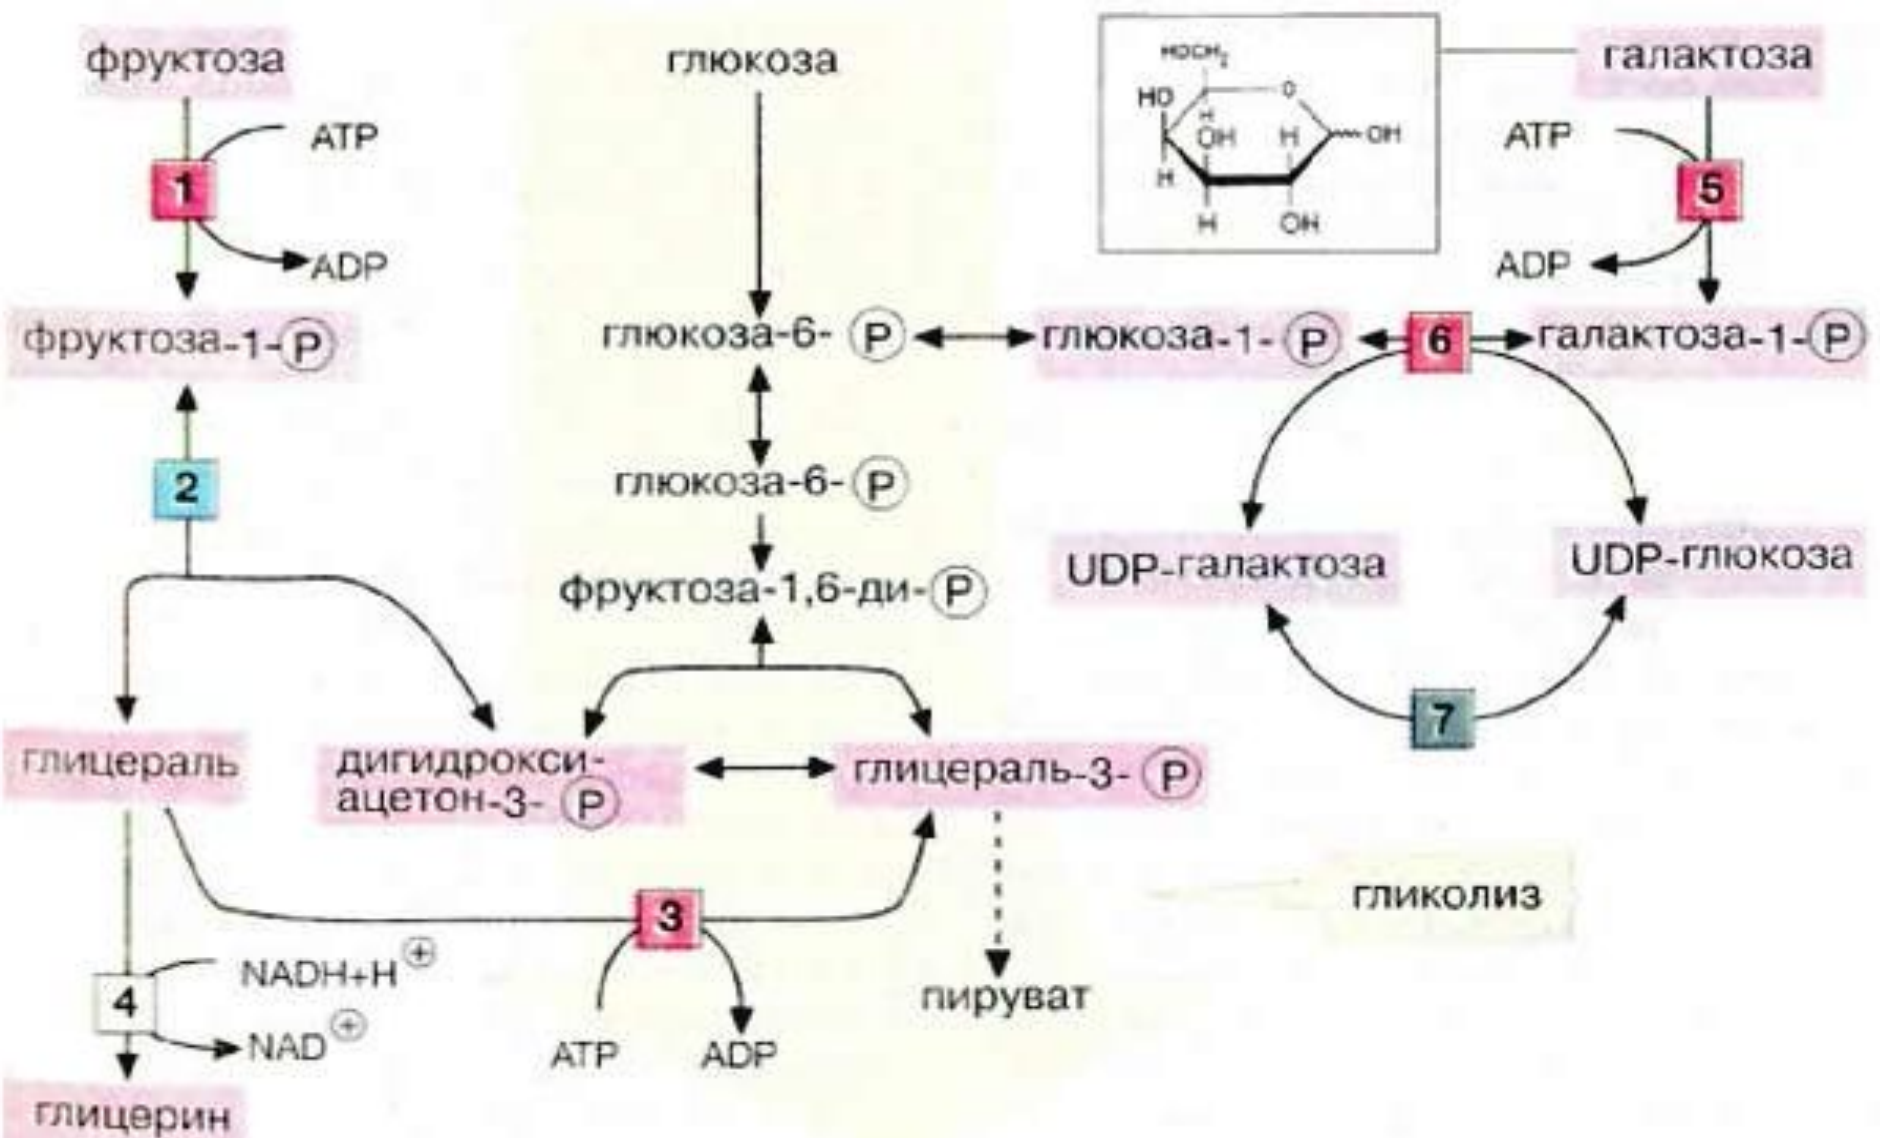 фруктоза
глюкоза
галактоза
HOCH2
O
HO
H
OH
H
OH
H
H
OH
ATP
1
ADP
ATP
5
ADP
фруктоза-1-P
глюкоза-6- P
глюкоза-1- P
6
галактоза-1-P
2
глюкоза-6-P
фруктоза-1,6-ди-P
UDP-галактоза
UDP-глюкоза
7
глицераль
дигидрокси-
ацетон-3- P
глицераль-3- P
гликолиз
3
ATP
ADP
пируват
4
NADH+H⊕
NAD⊕
глицерин